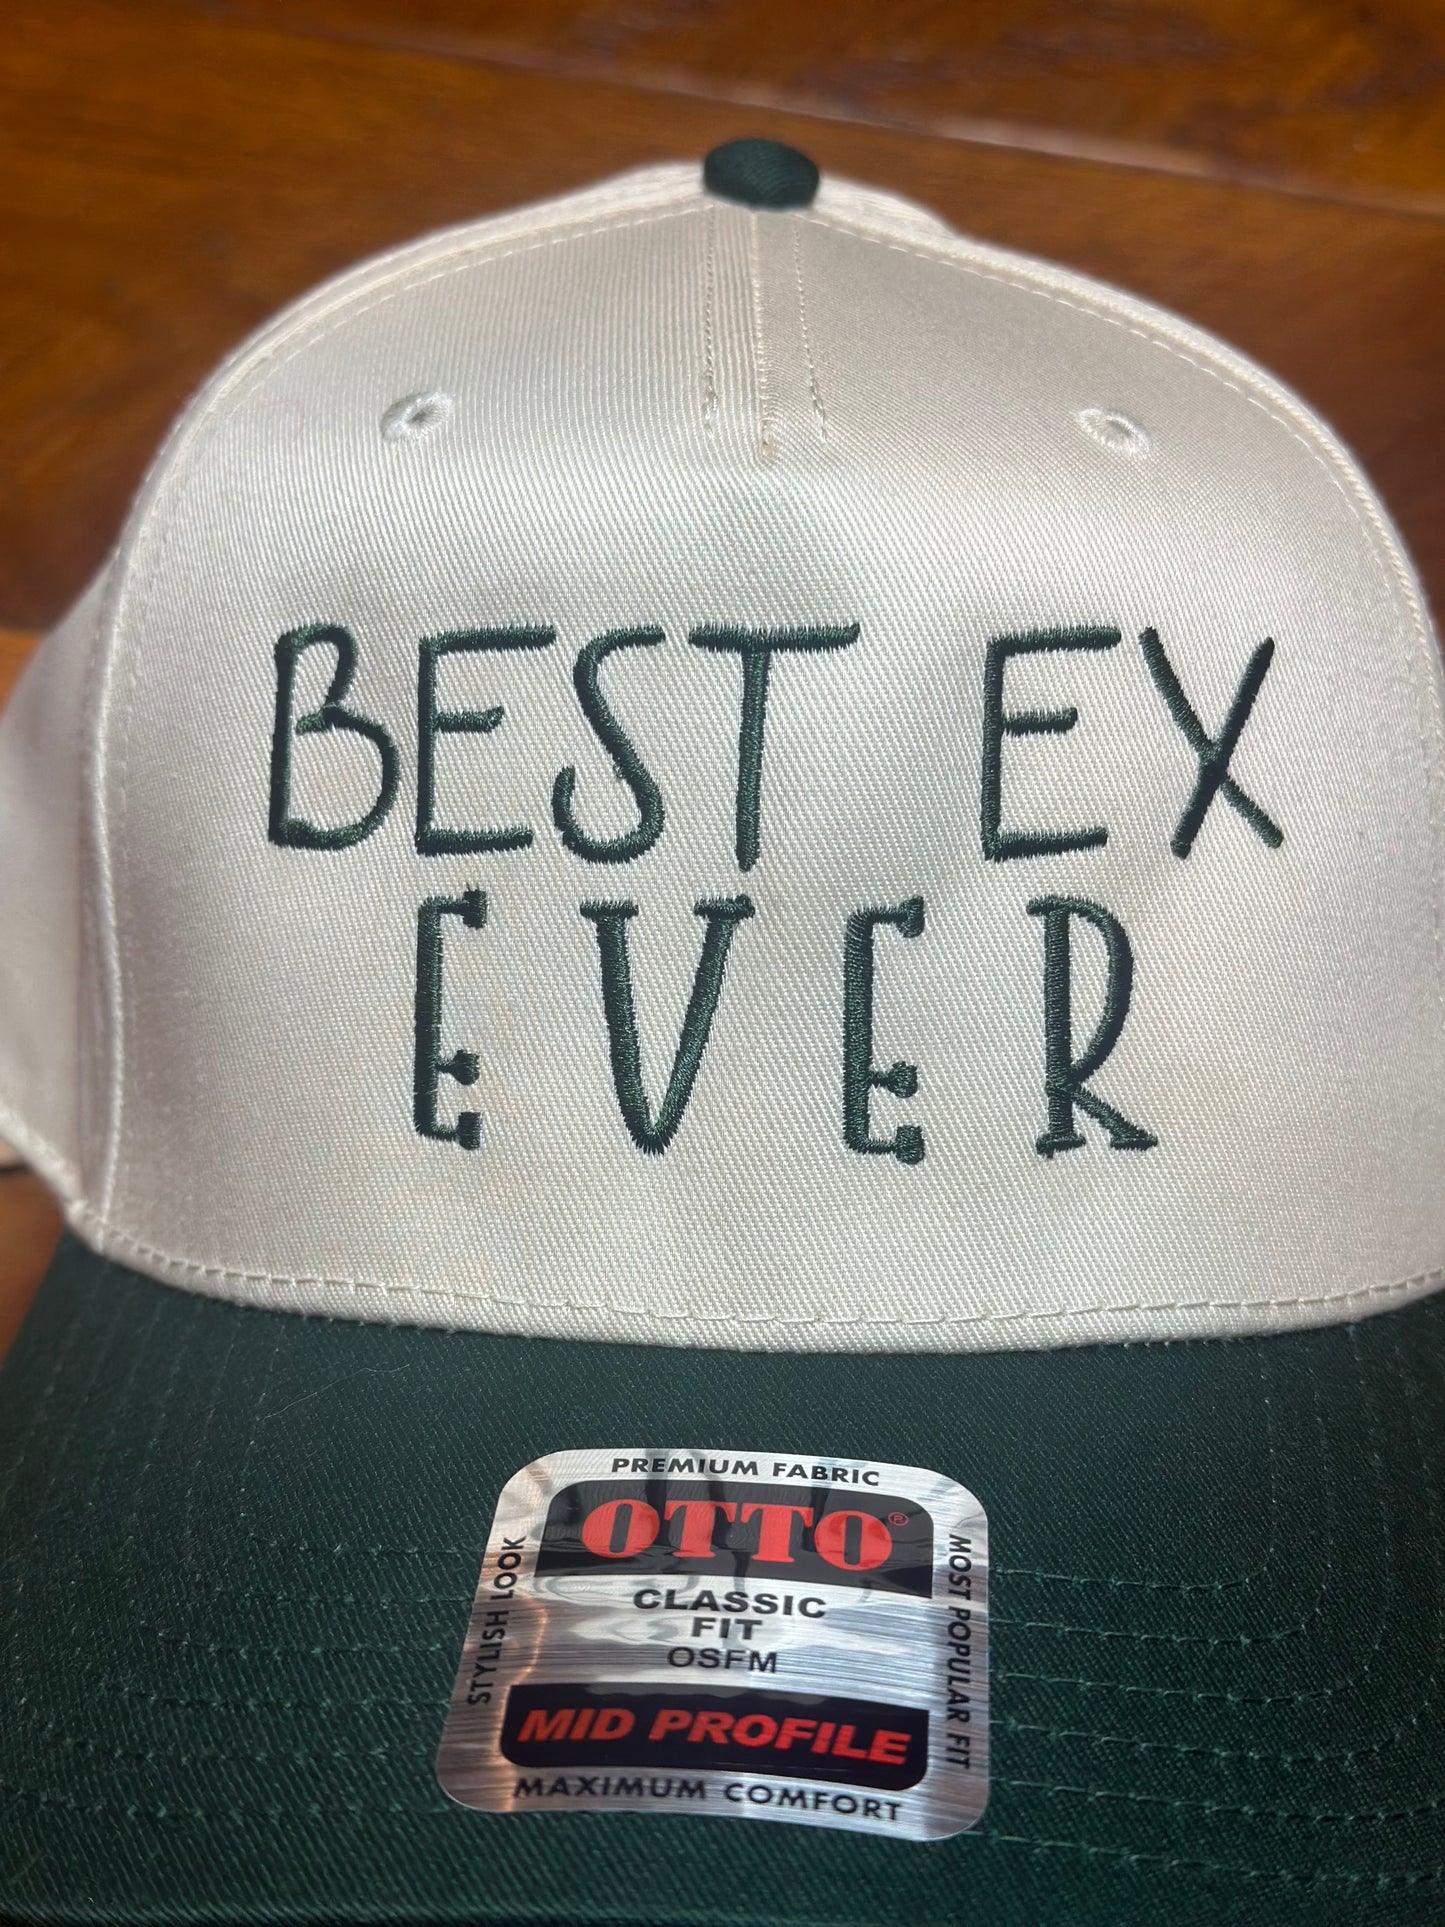 BEST EX
EVER
PREMIUM FABRIC
OTTO®
CLASSIC
FIT
OSFM
MID PROFILE
MAXIMUM COMFORT
STYLISH LOOK
MOST POPULAR FIT